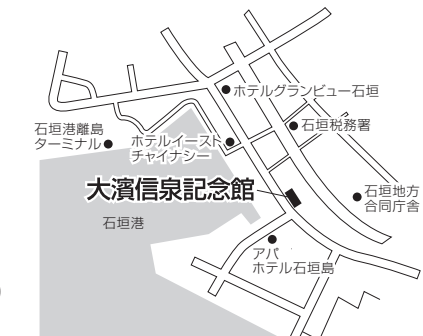 ホテルグランビュー石垣
石垣税務署
石垣港離島
ターミナル
ホテルイースト
チャイナシー
大濱信泉記念館
石垣地方
合同庁舎
石垣港
アパ
ホテル石垣島